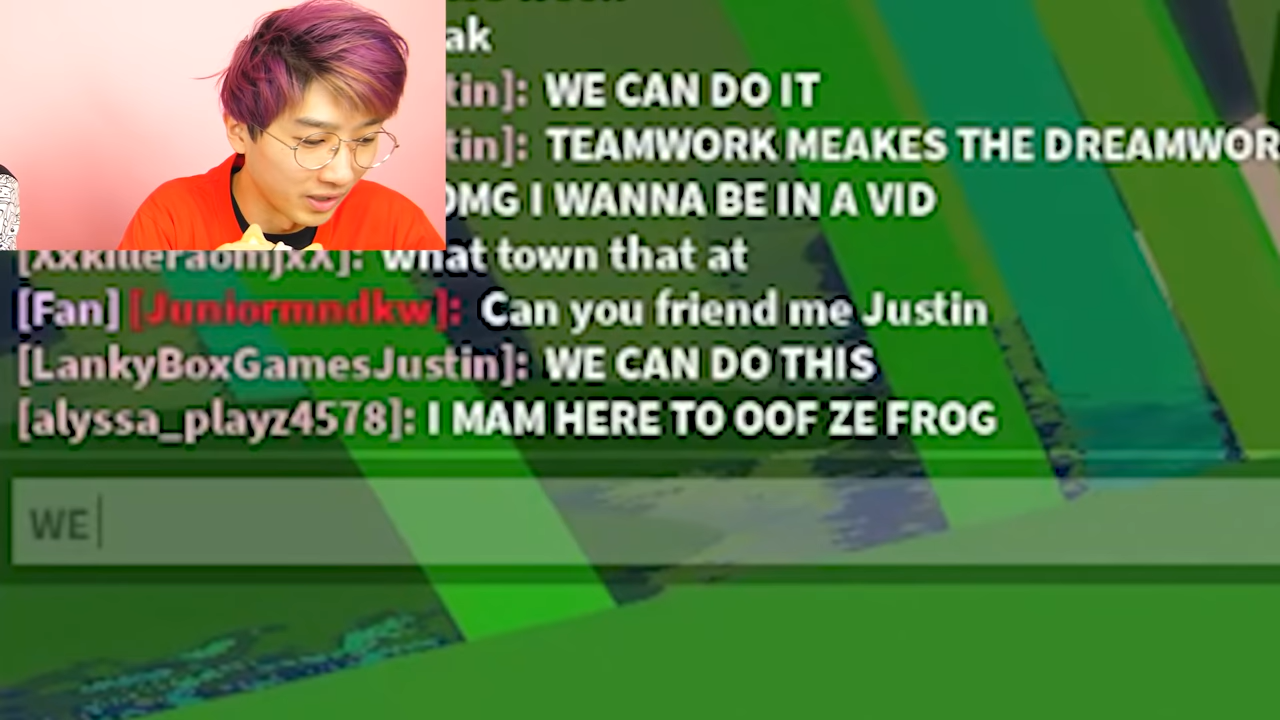 ak
tin]: WE CAN DO IT
tin]: TEAMWORK MEAKES THE DREAMWOR
OMG I WANNA BE IN A VID
[XxkilleraomjxX]: what town that at
[Fan] [Juniormndkw]: Can you friend me Justin
[LankyBoxGamesJustin]: WE CAN DO THIS
[alyssa_playz4578]: I MAM HERE TO OOF ZE FROG
WE